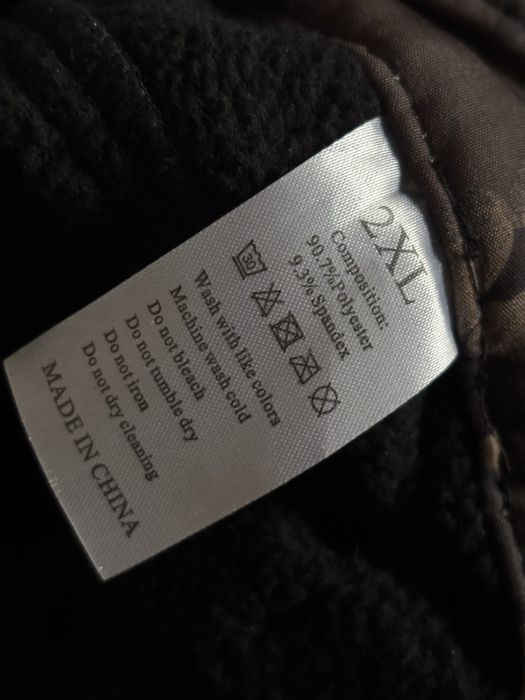 2XL
Composition:
90.7%Polyester
9.3% Spandex
30
Wash with like colors
Machine wash cold
Do not bleach
Do not tumble dry
Do not iron
Do not dry cleaning
MADE IN CHINA